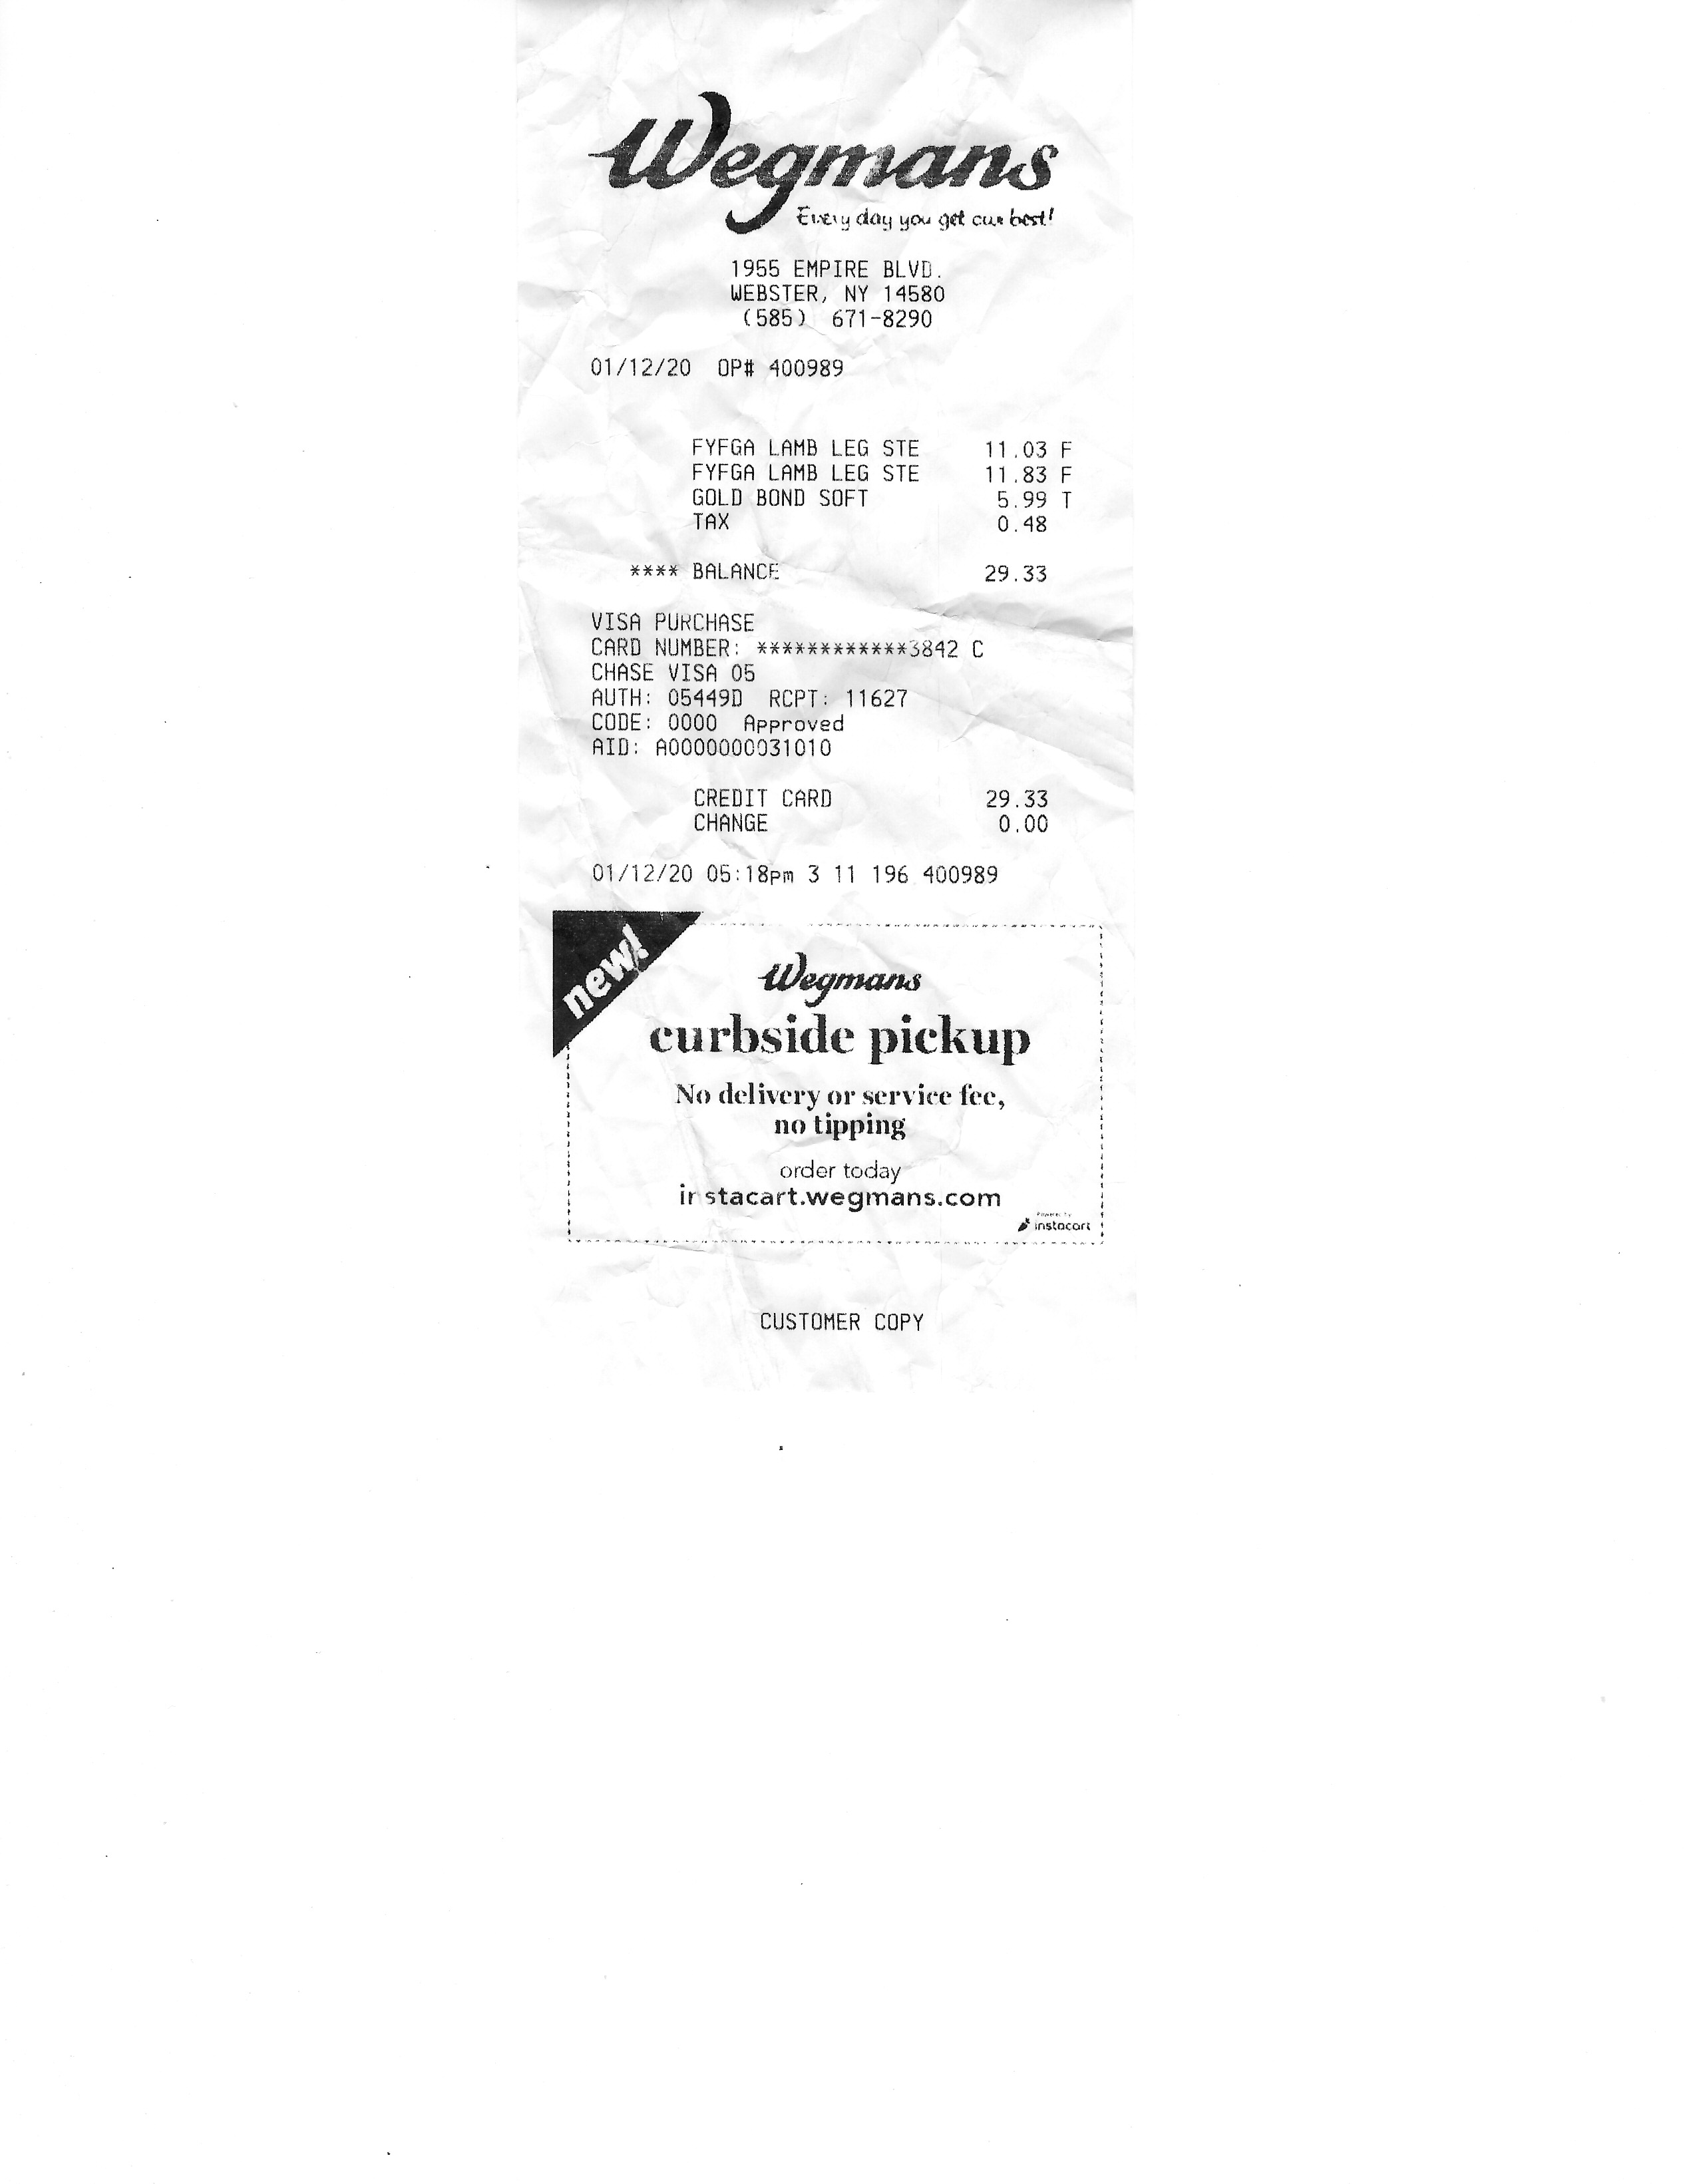 Wegmans
Every day you get our best!
1955 EMPIRE BLVD.
WEBSTER, NY 14580
(585) 671-8290
01/12/20 OP# 400989
FYFGA LAMB LEG STE 11.03 F
FYFGA LAMB LEG STE 11.83 F
GOLD BOND SOFT 5.99 T
TAX 0.48
**** BALANCE 29.33
VISA PURCHASE
CARD NUMBER: ************3842 C
CHASE VISA 05
AUTH: 05449D RCPT: 11627
CODE: 0000 Approved
AID: A0000000031010
CREDIT CARD 29.33
CHANGE 0.00
01/12/20 05:18pm 3 11 196 400989
new!
Wegmans
curbside pickup
No delivery or service fee,
no tipping
order today
instacart.wegmans.com
Powered by
instacart
CUSTOMER COPY